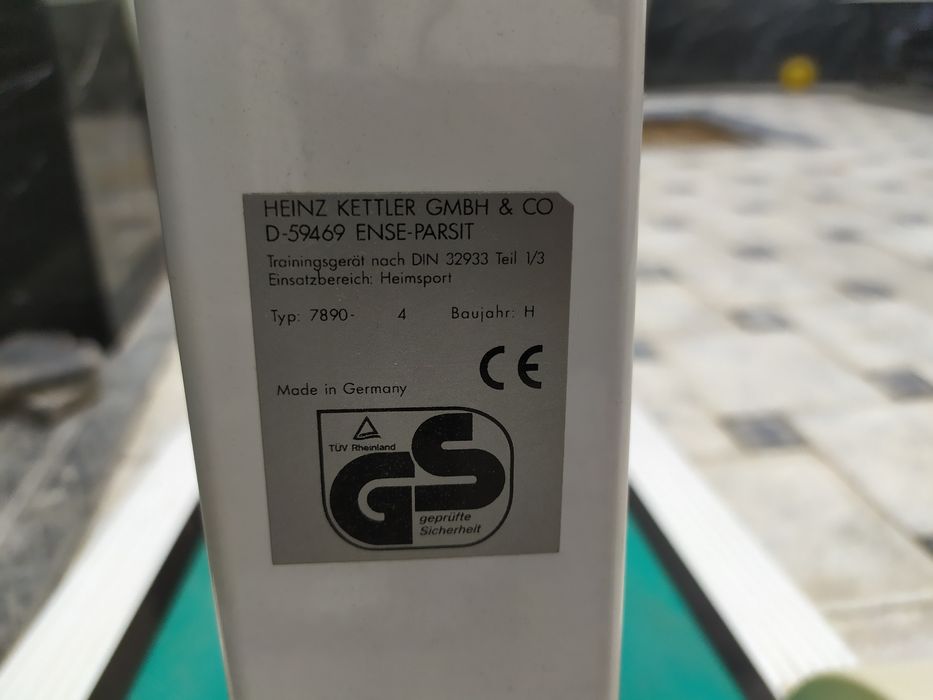 HEINZ KETTLER GMBH & CO
D-59469 ENSE-PARSIT
Trainingsgerät nach DIN 32933 Teil 1/3
Einsatzbereich: Heimsport
Typ: 7890- 4 Baujahr: H
CE
Made in Germany
TÜV Rheinland
GS
geprüfte
Sicherheit